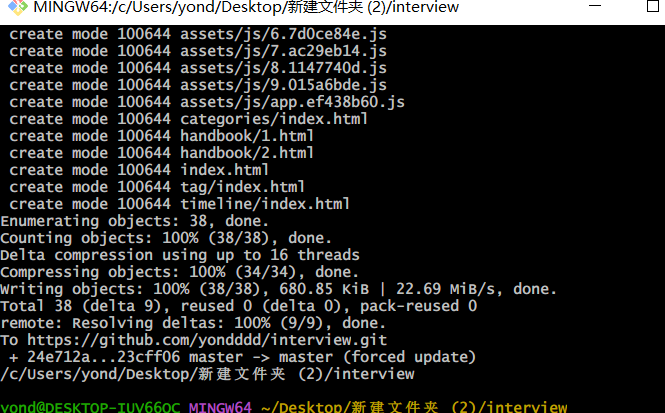 MINGW64:/c/Users/yond/Desktop/新建文件夹 (2)/interview
create mode 100644 assets/js/6.7d0ce84e.js
create mode 100644 assets/js/7.ac29eb14.js
create mode 100644 assets/js/8.1147740d.js
create mode 100644 assets/js/9.015a6bde.js
create mode 100644 assets/js/app.ef438b60.js
create mode 100644 categories/index.html
create mode 100644 handbook/1.html
create mode 100644 handbook/2.html
create mode 100644 index.html
create mode 100644 tag/index.html
create mode 100644 timeline/index.html
Enumerating objects: 38, done.
Counting objects: 100% (38/38), done.
Delta compression using up to 16 threads
Compressing objects: 100% (34/34), done.
Writing objects: 100% (38/38), 680.85 KiB | 22.69 MiB/s, done.
Total 38 (delta 9), reused 0 (delta 0), pack-reused 0
remote: Resolving deltas: 100% (9/9), done.
To https://github.com/yondddd/interview.git
+ 24e712a...23cff06 master -> master (forced update)
/c/Users/yond/Desktop/新建文件夹 (2)/interview
yond@DESKTOP-IUV66OC MINGW64 ~/Desktop/新建文件夹 (2)/interview